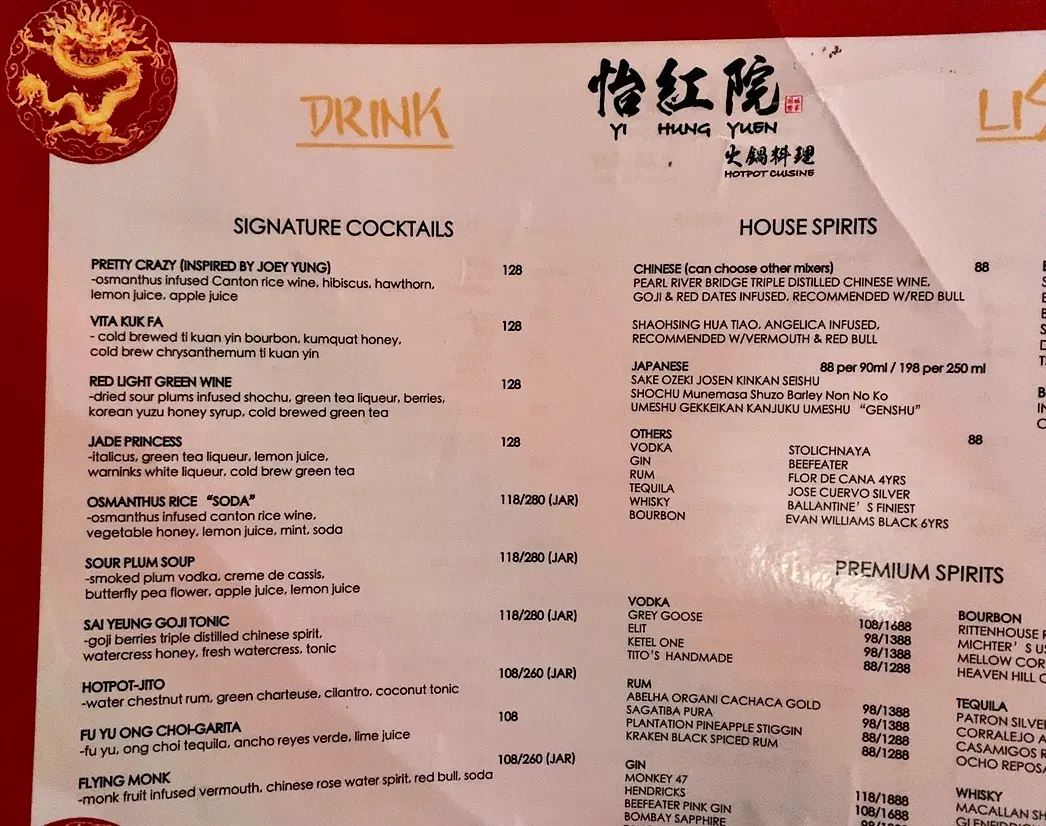 DRINK
怡紅院
YI HUNG YUEN
火鍋料理
HOTPOT CUISINE
SIGNATURE COCKTAILS
PRETTY CRAZY (INSPIRED BY JOEY YUNG) 128
-osmanthus infused Canton rice wine, hibiscus, hawthorn,
lemon juice, apple juice
VITA KUK FA 128
- cold brewed ti kuan yin bourbon, kumquat honey,
cold brew chrysanthemum ti kuan yin
RED LIGHT GREEN WINE 128
-dried sour plums infused shochu, green tea liqueur, berries,
korean yuzu honey syrup, cold brewed green tea
JADE PRINCESS 128
-italicus, green tea liqueur, lemon juice,
warninks white liqueur, cold brew green tea
OSMANTHUS RICE “SODA” 118/280 (JAR)
-osmanthus infused canton rice wine,
vegetable honey, lemon juice, mint, soda
SOUR PLUM SOUP 118/280 (JAR)
-smoked plum vodka, creme de cassis,
butterfly pea flower, apple juice, lemon juice
SAI YEUNG GOJI TONIC 118/280 (JAR)
-goji berries triple distilled chinese spirit,
watercress honey, fresh watercress, tonic
HOTPOT-JITO 108/260 (JAR)
-water chestnut rum, green charteuse, cilantro, coconut tonic
FU YU ONG CHOI-GARITA 108
-fu yu, ong choi tequila, ancho reyes verde, lime juice
FLYING MONK 108/260 (JAR)
-monk fruit infused vermouth, chinese rose water spirit, red bull, soda
HOUSE SPIRITS
CHINESE (can choose other mixers) 88
PEARL RIVER BRIDGE TRIPLE DISTILLED CHINESE WINE,
GOJI & RED DATES INFUSED, RECOMMENDED W/RED BULL
SHAOHSING HUA TIAO, ANGELICA INFUSED,
RECOMMENDED W/VERMOUTH & RED BULL
JAPANESE 88 per 90ml / 198 per 250 ml
SAKE OZEKI JOSEN KINKAN SEISHU
SHOCHU Munemasa Shuzo Barley Non No Ko
UMESHU GEKKEIKAN KANJUKU UMESHU “GENSHU”
OTHERS 88
VODKA STOLICHNAYA
GIN BEEFEATER
RUM FLOR DE CANA 4YRS
TEQUILA JOSE CUERVO SILVER
WHISKY BALLANTINE’S FINIEST
BOURBON EVAN WILLIAMS BLACK 6YRS
PREMIUM SPIRITS
VODKA
GREY GOOSE 108/1688
ELIT 98/1388
KETEL ONE 98/1388
TITO’S HANDMADE 88/1288
RUM
ABELHA ORGANI CACHACA GOLD 98/1388
SAGATIBA PURA 98/1388
PLANTATION PINEAPPLE STIGGIN 88/1288
KRAKEN BLACK SPICED RUM 88/1288
GIN
MONKEY 47 118/1888
HENDRICKS 108/1688
BEEFEATER PINK GIN
BOMBAY SAPPHIRE
BOURBON
RITTENHOUSE
MICHTER’S
MELLOW
HEAVEN HILL
TEQUILA
PATRON
CORRALEJO
CASAMIGOS
OCHO
WHISKY
MACALLAN